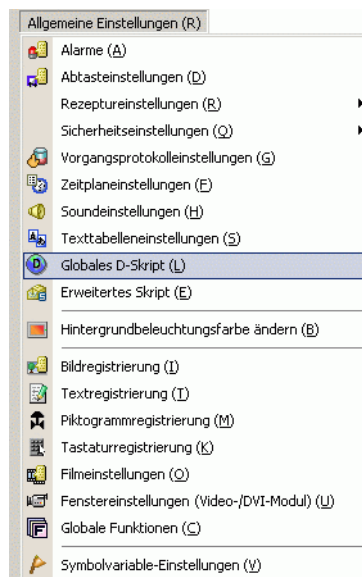 Allgemeine Einstellungen (R)
Alarme (A)
Abtasteinstellungen (D)
Rezeptureinstellungen (R)
Sicherheitseinstellungen (Q)
Vorgangsprotokolleinstellungen (G)
Zeitplaneinstellungen (F)
Soundeinstellungen (H)
Texttabelleneinstellungen (S)
Globales D-Skript (L)
Erweitertes Skript (E)
Hintergrundbeleuchtungsfarbe ändern (B)
Bildregistrierung (I)
Textregistrierung (T)
Piktogrammregistrierung (M)
Tastaturregistrierung (K)
Filmeinstellungen (O)
Fenstereinstellungen (Video-/DVI-Modul) (U)
Globale Funktionen (C)
Symbolvariable-Einstellungen (V)